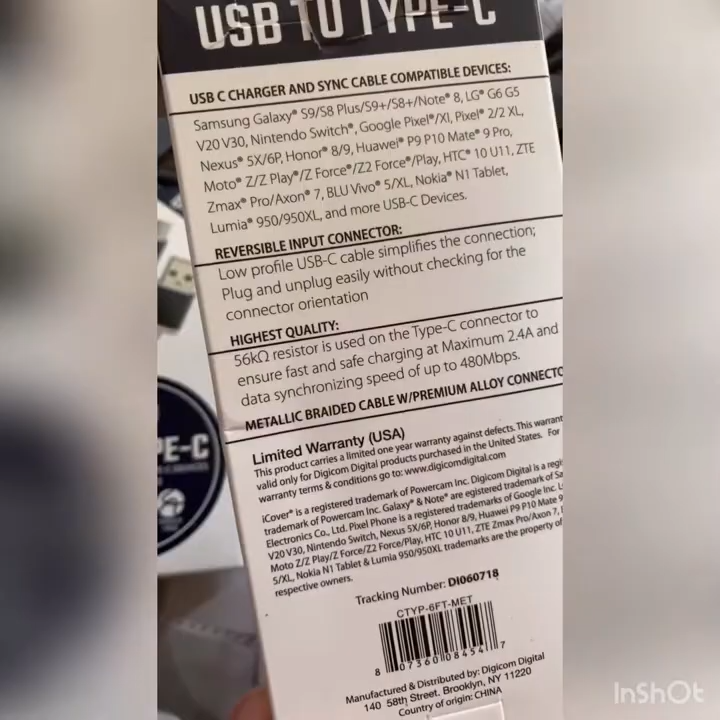 USB TO TYPE-C
USB C CHARGER AND SYNC CABLE COMPATIBLE DEVICES:
Samsung Galaxy® S9/S8 Plus/S9+/S8+/Note® 8, LG® G6 G5
V20 V30, Nintendo Switch®, Google Pixel®/Xl, Pixel® 2/2 XL,
Nexus® 5X/6P, Honor® 8/9, Huawei® P9 P10 Mate® 9 Pro,
Moto® Z/Z Play®/Z Force®/Z2 Force®/Play, HTC® 10 U11, ZTE
Zmax® Pro/Axon® 7, BLU Vivo® 5/XL, Nokia® N1 Tablet,
Lumia® 950/950XL, and more USB-C Devices.
REVERSIBLE INPUT CONNECTOR:
Low profile USB-C cable simplifies the connection;
Plug and unplug easily without checking for the
connector orientation
HIGHEST QUALITY:
56kΩ resistor is used on the Type-C connector to
ensure fast and safe charging at Maximum 2.4A and
data synchronizing speed of up to 480Mbps.
METALLIC BRAIDED CABLE W/PREMIUM ALLOY CONNECTO
Limited Warranty (USA)
This product carries a limited one year warranty against defects. This warrant
valid only for Digicom Digital products purchased in the United States. For
warranty terms & conditions go to: www.digicomdigital.com
iCover® is a registered trademark of Powercam Inc. Digicom Digital is a regi
trademark of Powercam Inc. Galaxy® & Note® are egistered trademark of Sa
Electronics Co., Ltd. Pixel Phone is a registered trademarks of Google Inc. L
V20 V30, Nintendo Switch, Nexus 5X/6P, Honor 8/9, Huawei P9 P10 Mate 9
Moto Z/Z Play/Z Force/Z2 Force/Play, HTC 10 U11, ZTE Zmax Pro/Axon 7,
5/XL, Nokia N1 Tablet & Lumia 950/950XL trademarks are the property of
respective owners.
Tracking Number: DI060718
CTYP-6FT-MET
8 07360 08454 7
Manufactured & Distributed by: Digicom Digital
140 58th Street. Brooklyn, NY 11220
Country of origin: CHINA
PE-C
InShOt